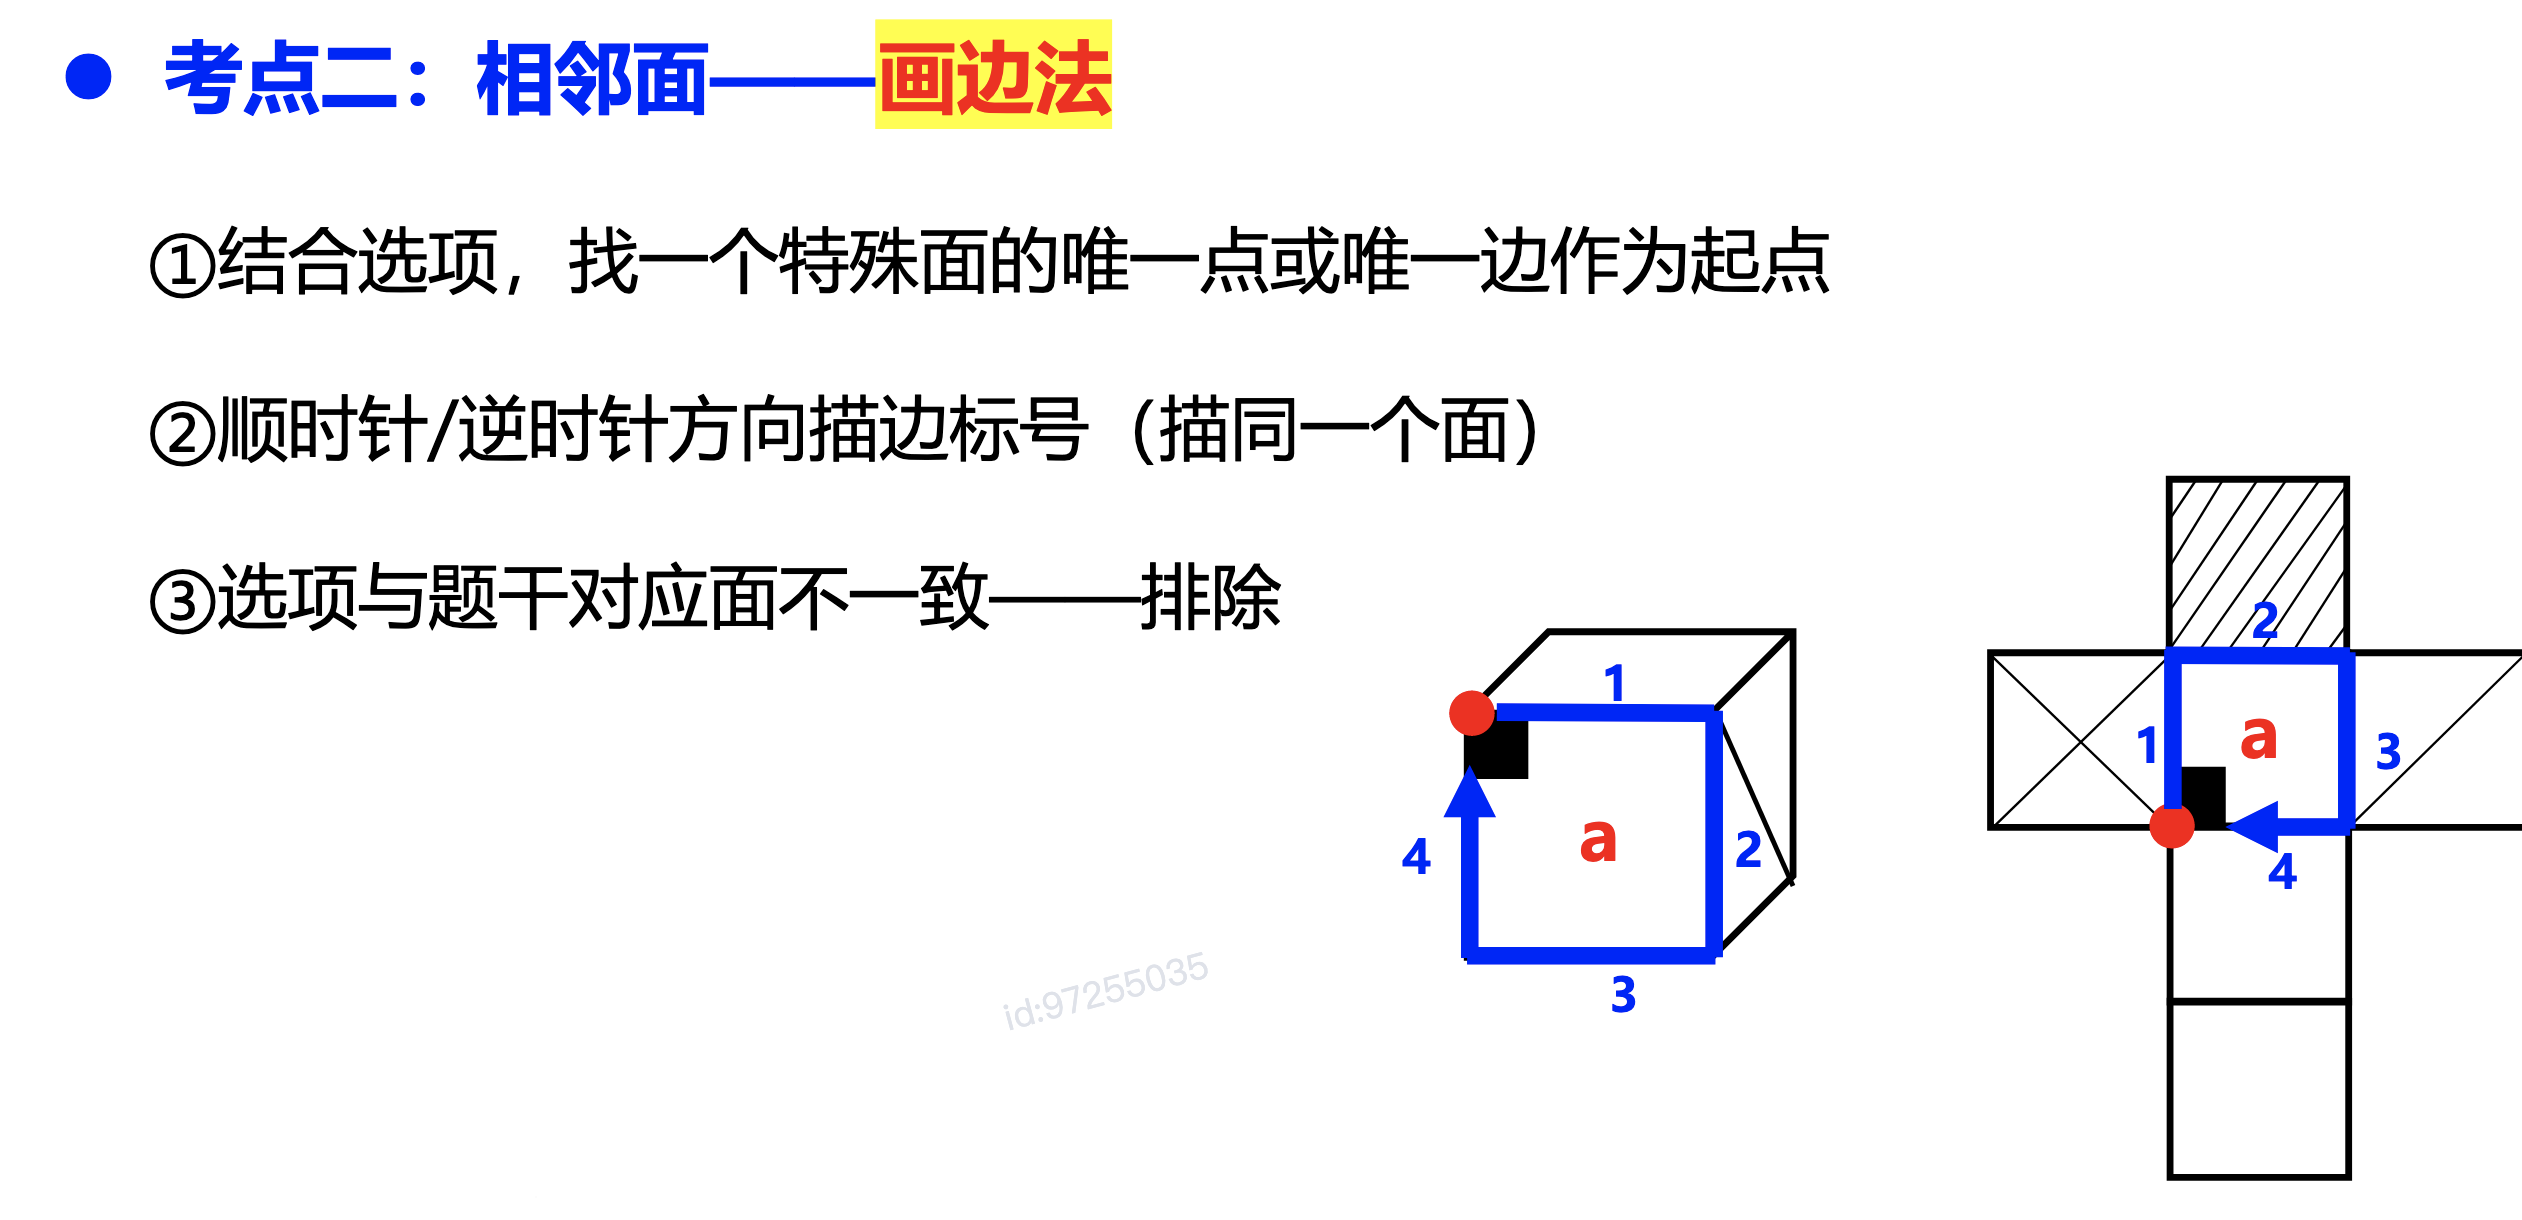 ● 考点二：相邻面——画边法
①结合选项，找一个特殊面的唯一点或唯一边作为起点
②顺时针/逆时针方向描边标号（描同一个面）
③选项与题干对应面不一致——排除
1
4
a
2
3
2
1
a
3
4
id:97255035